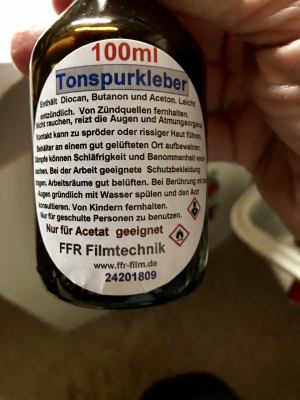 100ml
Tonspurkleber
Enthält Diocan, Butanon und Aceton. Leicht
entzündlich. Von Zündquellen fernhalten.
Nicht rauchen, reizt die Augen und Atmungsorgane
Kontakt kann zu spröder oder rissiger Haut führen.
Behälter an einem gut gelüfteten Ort aufbewahren.
Dämpfe können Schläfrigkeit und Benommenheit
achen. Bei der Arbeit geeignete Schutzbekleidung
tragen. Arbeitsräume gut belüften. Bei Berührung mit
Augen gründlich mit Wasser spülen und den Arzt
konsultieren. Von Kindern fernhalten.
Nur für geschulte Personen zu benutzen.
Nur für Acetat geeignet
FFR Filmtechnik
www.ffr-film.de
24201809